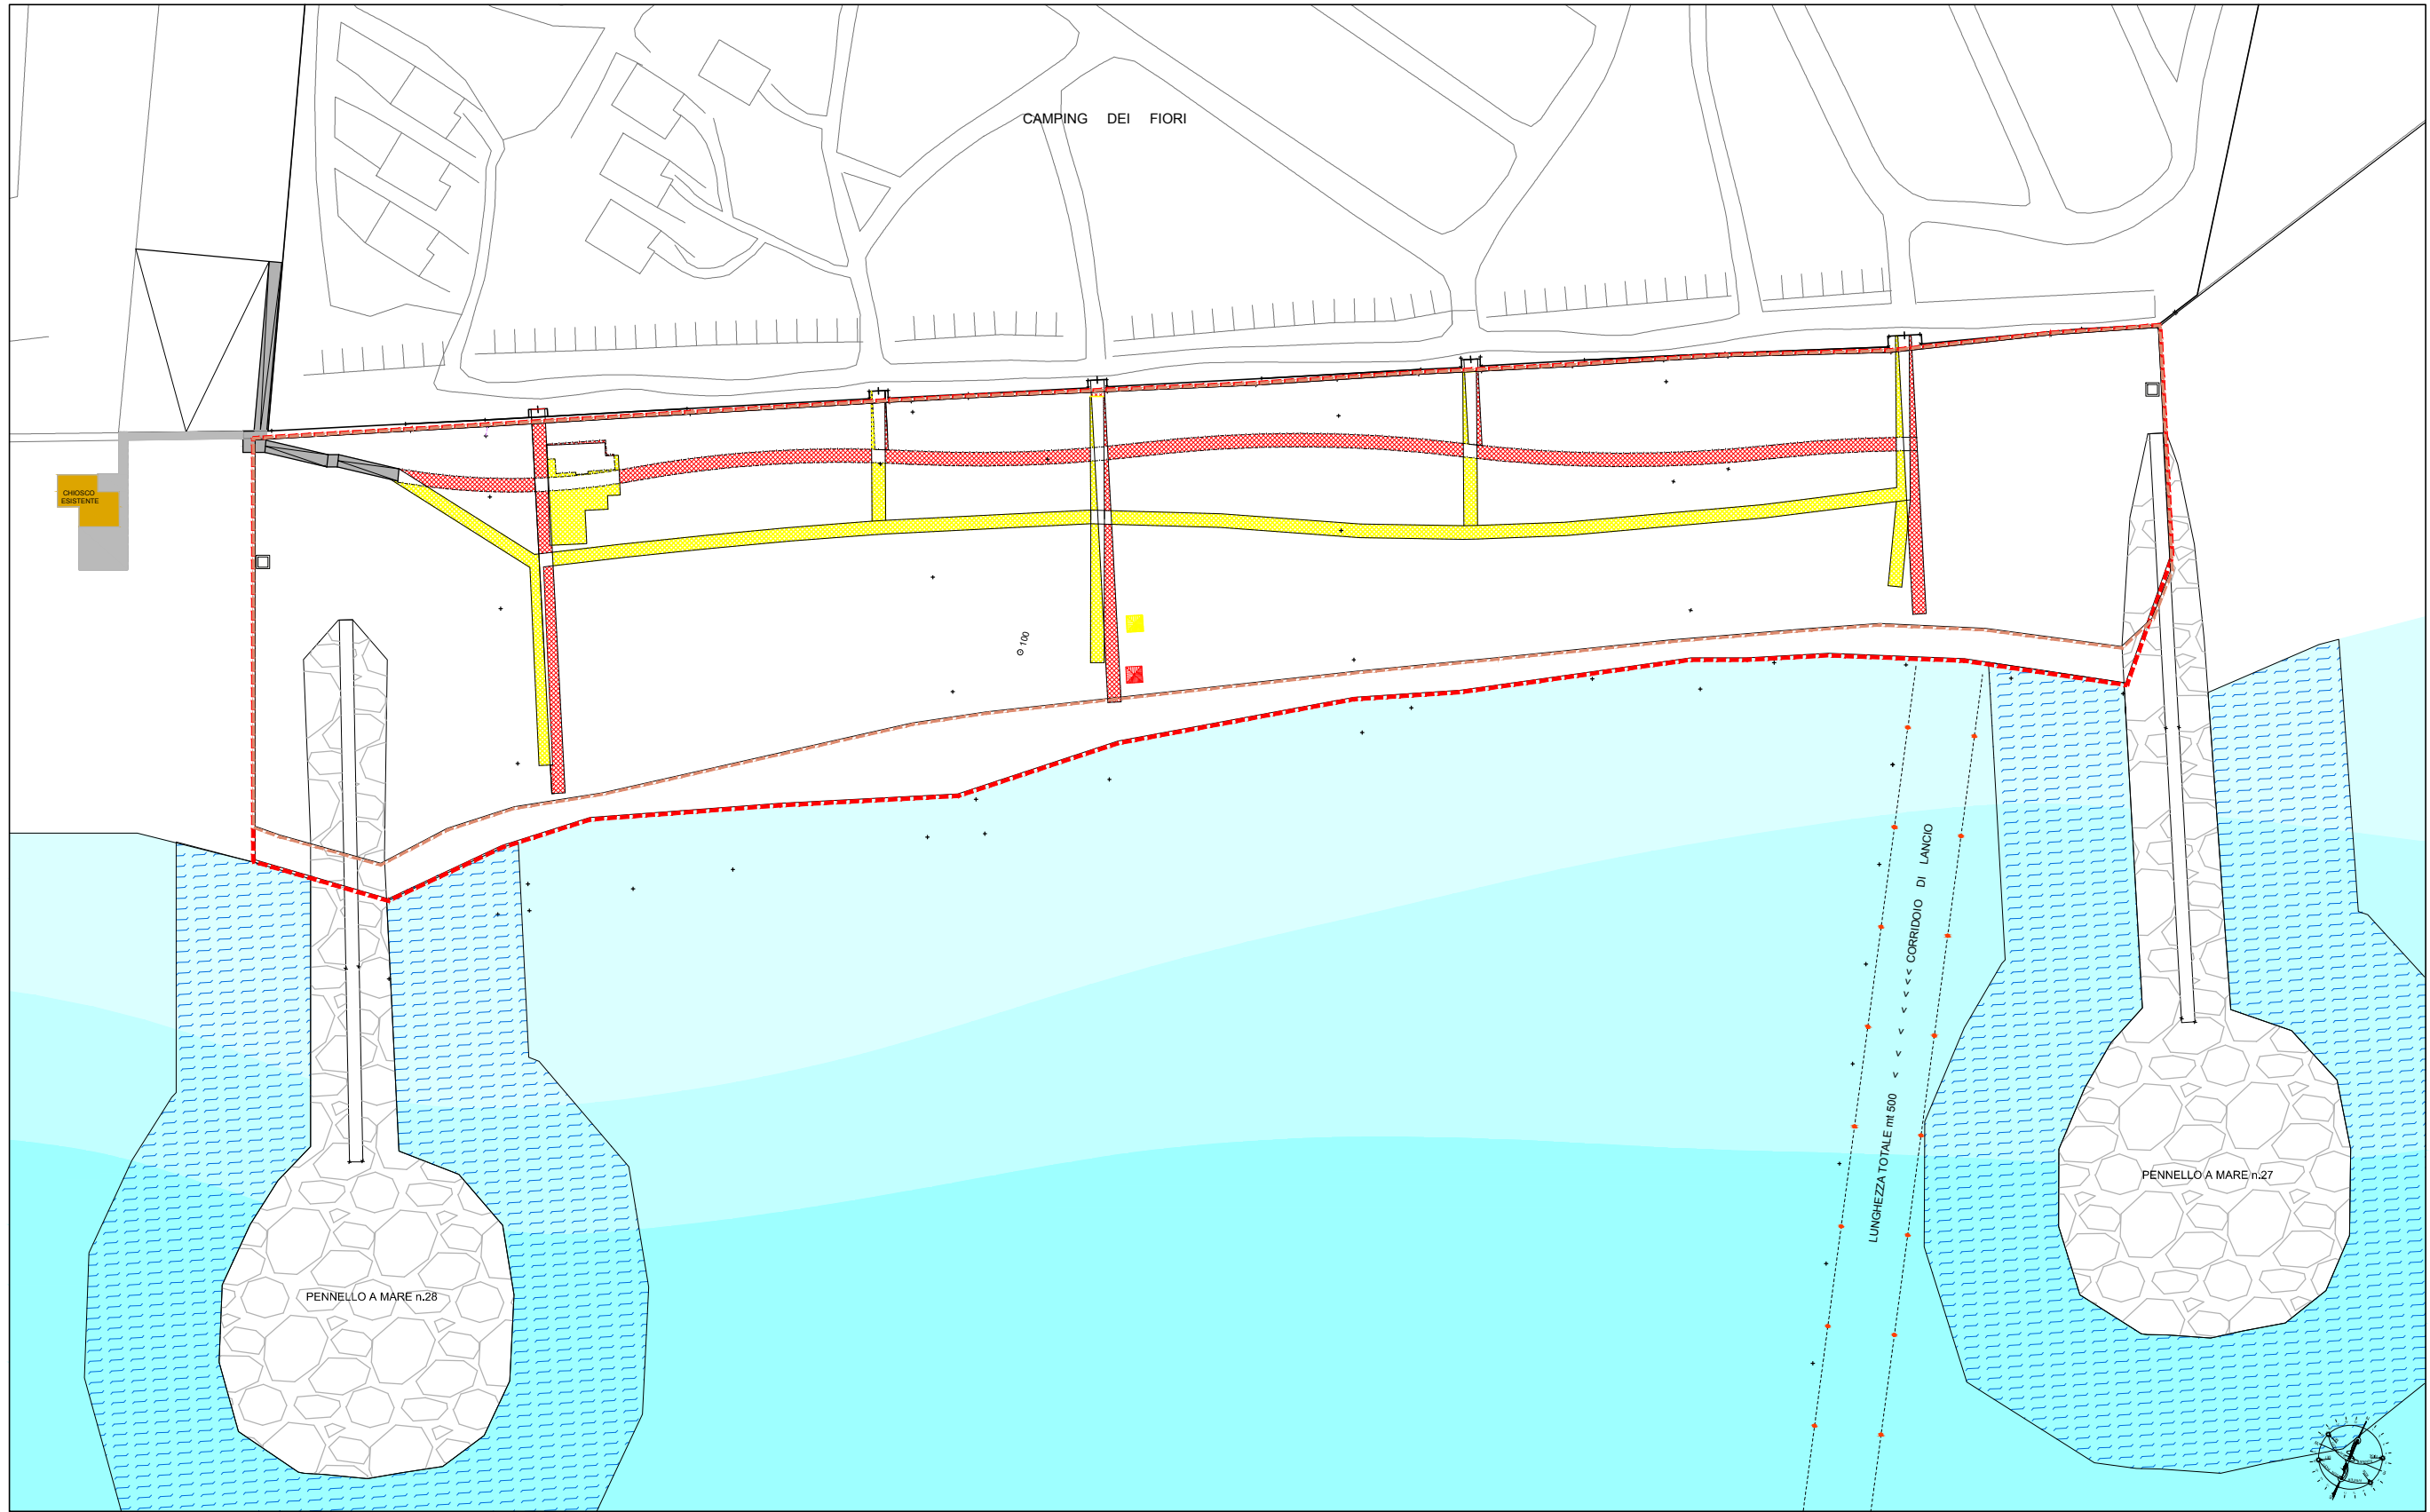 CAMPING DEI FIORI
CHIOSCO
ESISTENTE
100
LUNGHEZZA TOTALE mt 500 < < < < < < CORRIDOIO DI LANCIO
PENNELLO A MARE n.27
PENNELLO A MARE n.28